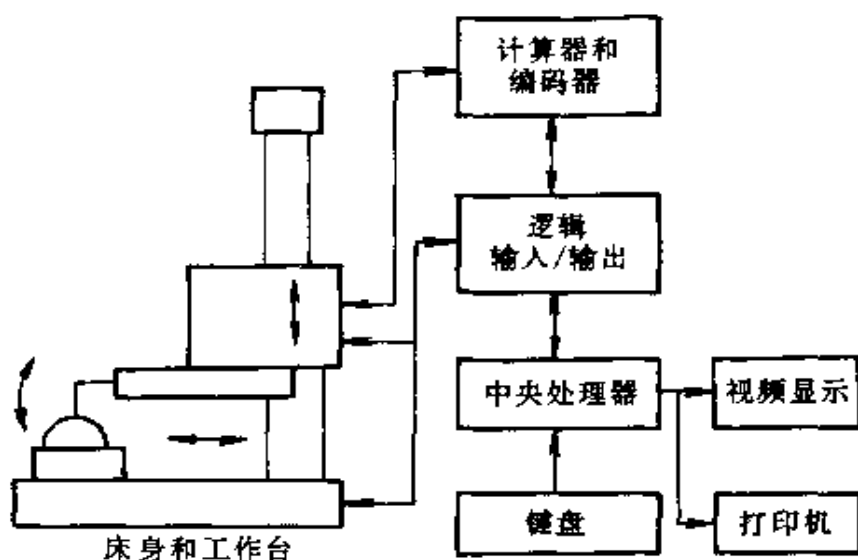 计算器和
编码器
逻辑
输入/输出
中央处理器
视频显示
键盘
打印机
床身和工作台